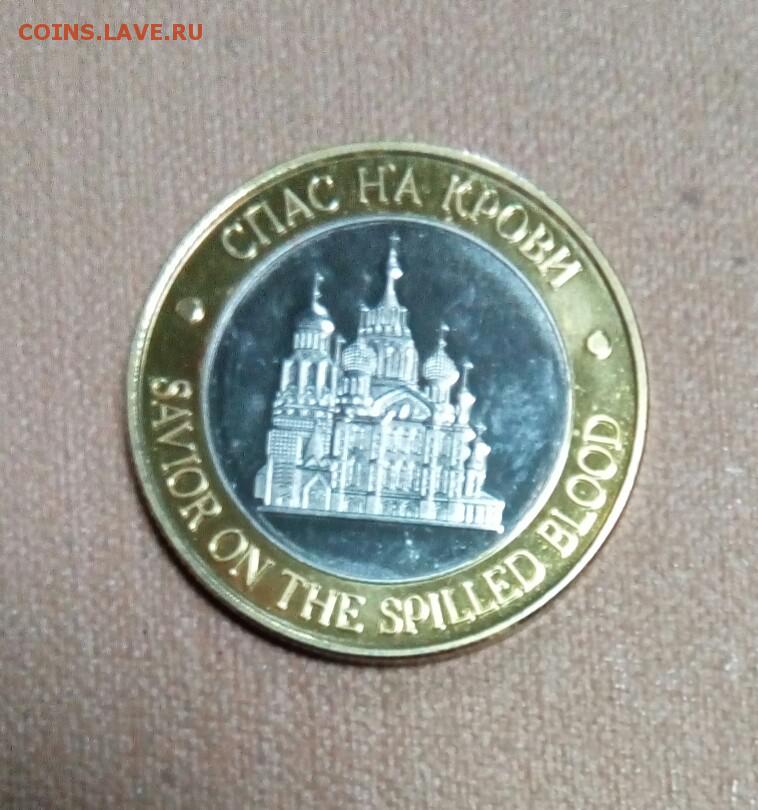 COINS.LAVE.RU
СПАС НА КРОВИ
SAVIOR ON THE SPILLED BLOOD